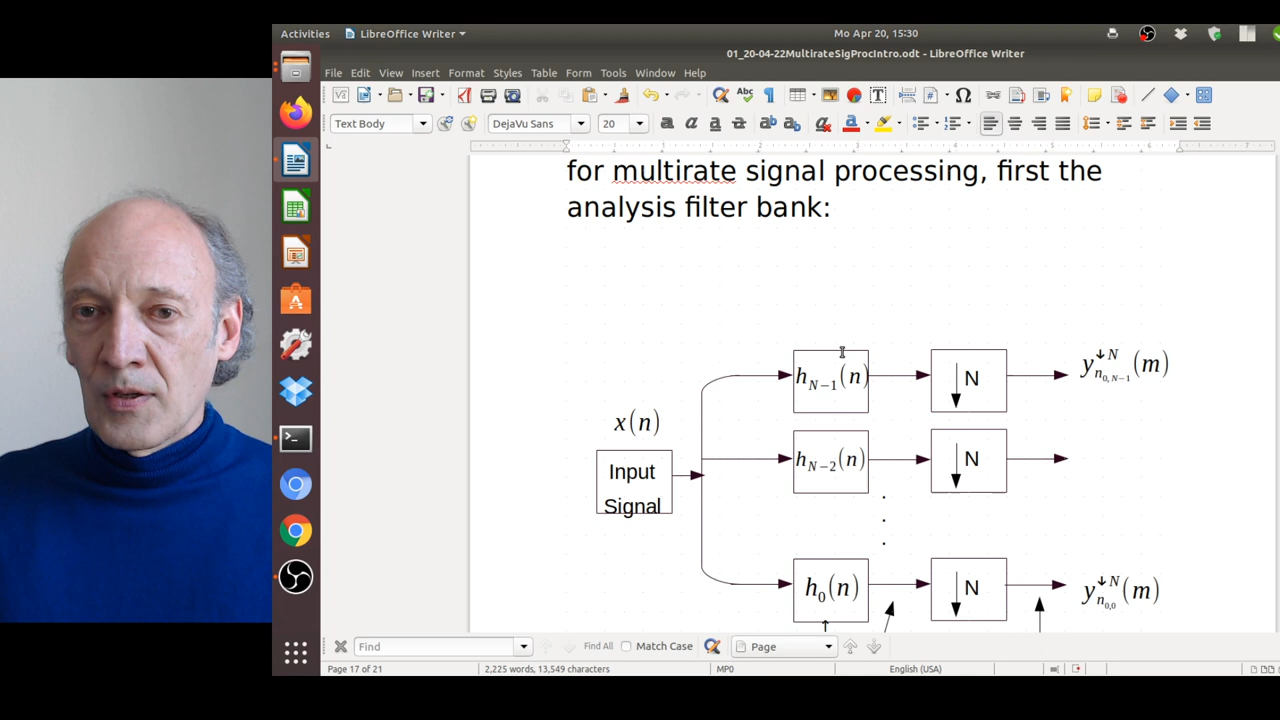 Activities LibreOffice Writer Mo Apr 20, 15:30
01_20-04-22MultirateSigProcIntro.odt - LibreOffice Writer
File Edit View Insert Format Styles Table Form Tools Window Help
Text Body DejaVu Sans 20
for multirate signal processing, first the
analysis filter bank:
h_{N-1}(n) ↓ N y^{↓N}_{n_{0,N-1}}(m)
x(n)
h_{N-2}(n) ↓ N
Input
Signal
h_0(n) ↓ N y^{↓N}_{n_{0,0}}(m)
Find Find All Match Case Page
Page 17 of 21 2,225 words, 13,549 characters MP0 English (USA)